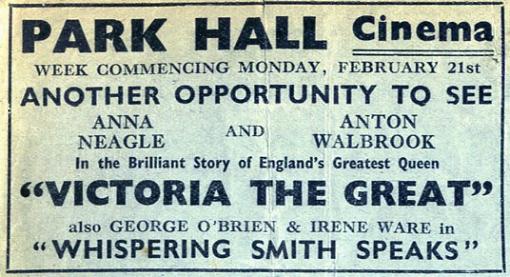 PARK HALL Cinema
WEEK COMMENCING MONDAY, FEBRUARY 21st
ANOTHER OPPORTUNITY TO SEE
ANNA NEAGLE AND ANTON WALBROOK
In the Brilliant Story of England's Greatest Queen
"VICTORIA THE GREAT"
also GEORGE O'BRIEN & IRENE WARE in
"WHISPERING SMITH SPEAKS"